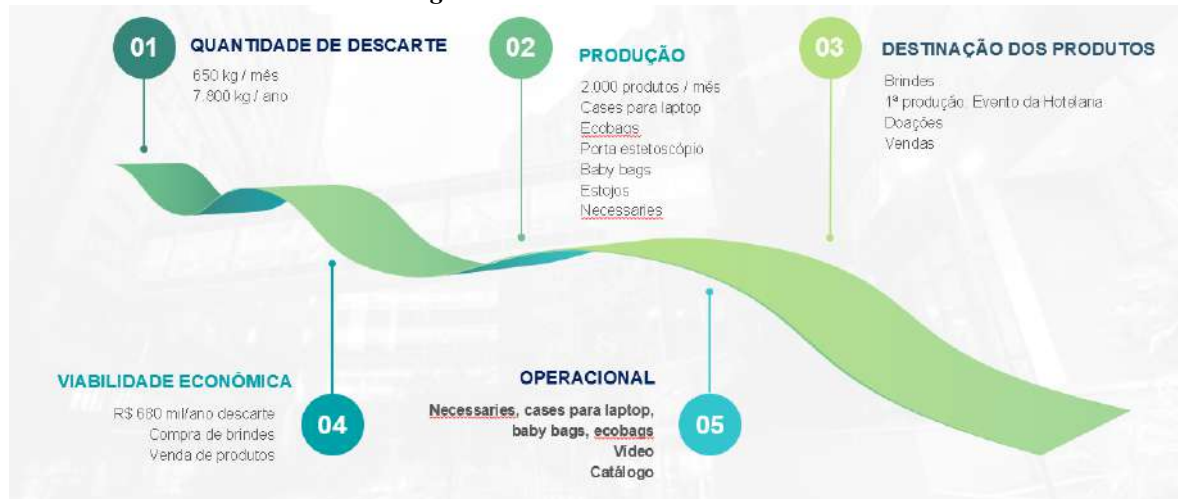 01
QUANTIDADE DE DESCARTE
650 kg / mês
7.800 kg / ano
02
PRODUÇÃO
2.000 produtos / mês
Cases para laptop
Ecobags
Porta estetoscópio
Baby bags
Estojos
Necessaries
03
DESTINAÇÃO DOS PRODUTOS
Brindes
1ª produção. Evento da Hotelaria
Doações
Vendas
VIABILIDADE ECONÔMICA
R$ 680 mil/ano descarte
Compra de brindes
Venda de produtos
04
OPERACIONAL
Necessaries, cases para laptop,
baby bags, ecobags
Vídeo
Catálogo
05